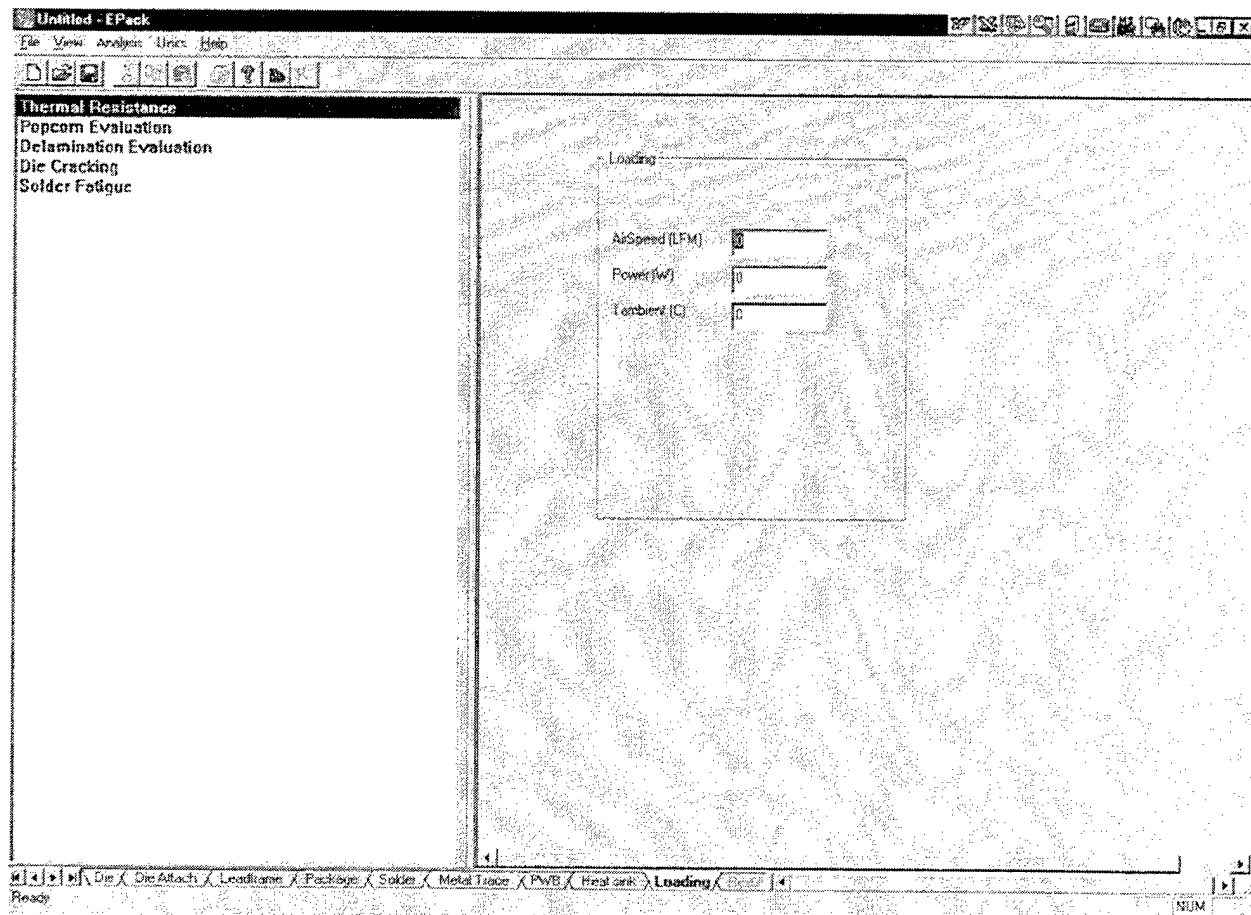 Untitled - EPack
File View Analysis Units Help
Thermal Resistance
Popcorn Evaluation
Delamination Evaluation
Die Cracking
Solder Fatigue
Loading
AirSpeed (LFM)
0
Power(W)
0
Tambient (C)
0
Die Die Attach Leadframe Package Solder Metal Trace PWB Heat sink Loading
Ready
NUM